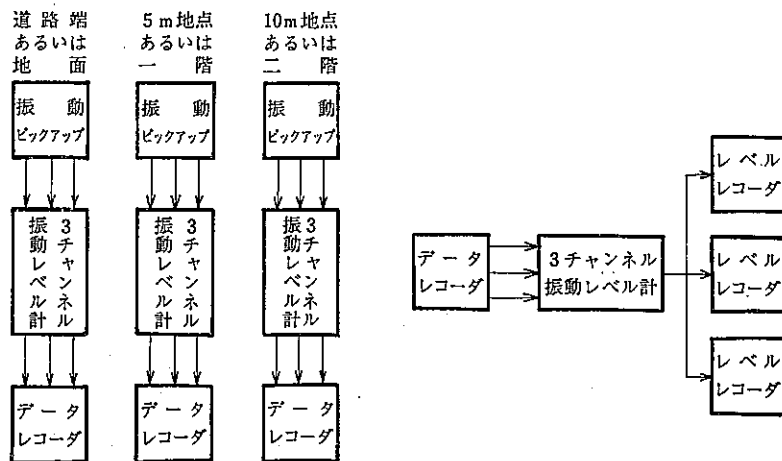 道路端
あるいは
地面
振動
ピックアップ
3チャンネル
振動レベル計
データ
レコーダ
5m地点
あるいは
一階
振動
ピックアップ
3チャンネル
振動レベル計
データ
レコーダ
10m地点
あるいは
二階
振動
ピックアップ
3チャンネル
振動レベル計
データ
レコーダ
データ
レコーダ
3チャンネル
振動レベル計
レベル
レコーダ
レベル
レコーダ
レベル
レコーダ